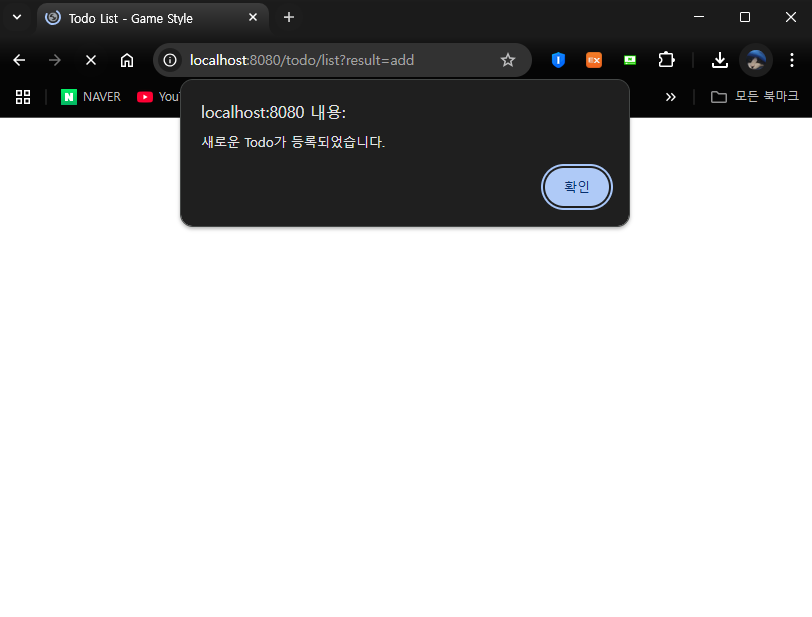 Todo List - Game Style
localhost:8080/todo/list?result=add
NAVER
You
모든 북마크
localhost:8080 내용:
새로운 Todo가 등록되었습니다.
확인